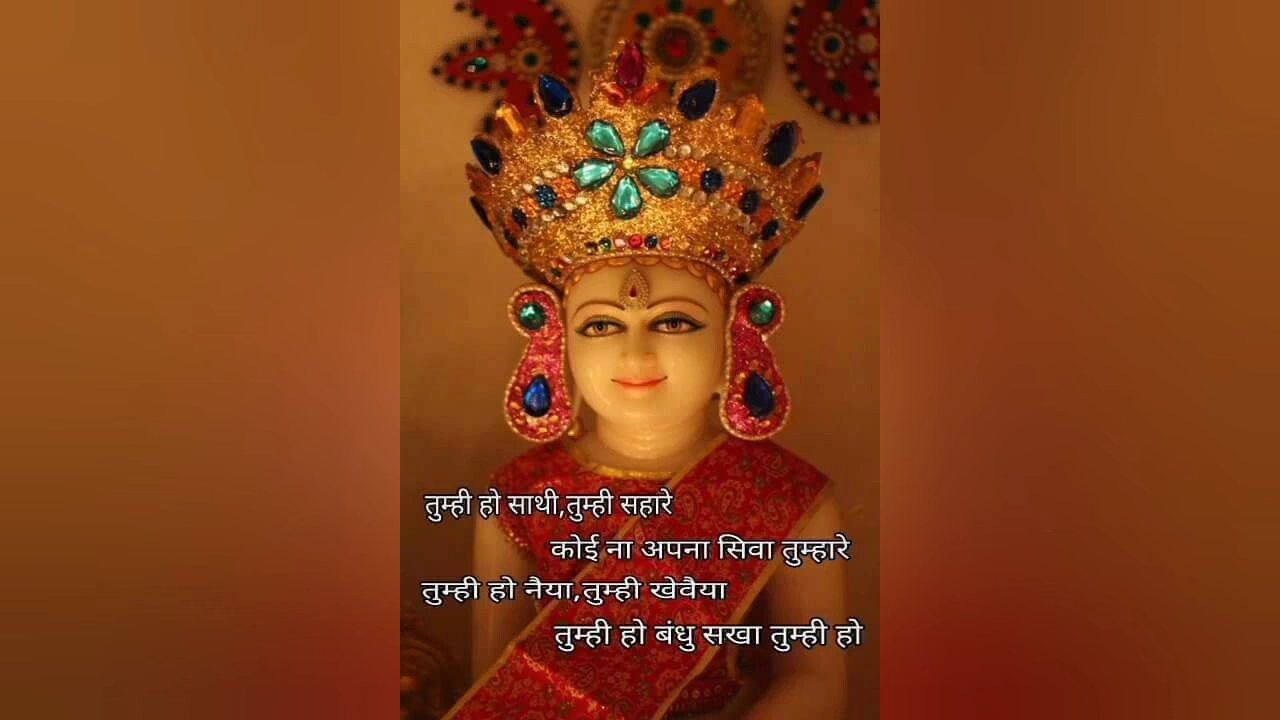 तुम्ही हो साथी,तुम्ही सहारे
कोई ना अपना सिवा तुम्हारे
तुम्ही हो नैया,तुम्ही खेवैया
तुम्ही हो बंधु सखा तुम्ही हो